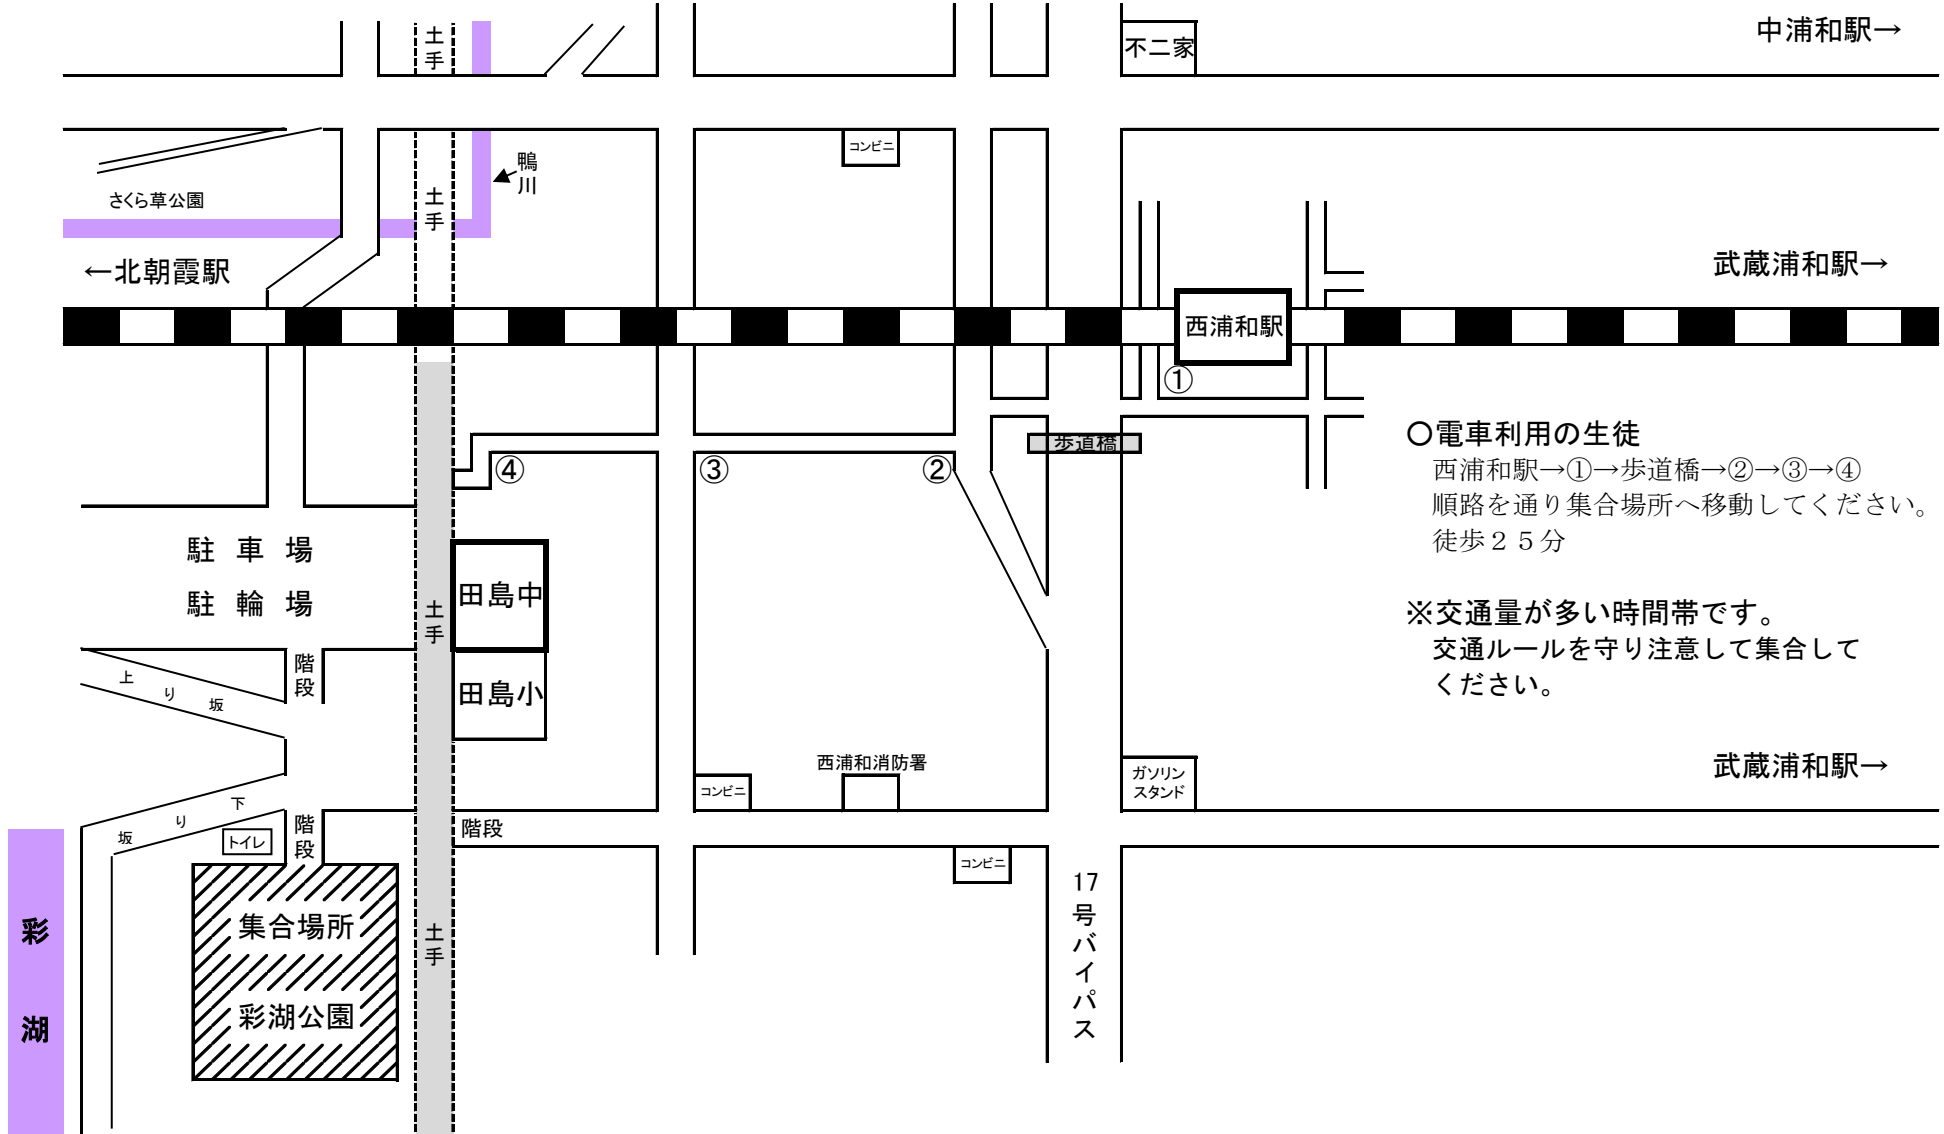 土手
不二家
中浦和駅→
コンビニ
鴨川
さくら草公園
土手
←北朝霞駅
武蔵浦和駅→
西浦和駅
①
歩道橋
④
③
②
〇電車利用の生徒
西浦和駅→①→歩道橋→②→③→④
順路を通り集合場所へ移動してください。
徒歩２５分
駐車場
駐輪場
田島中
土手
※交通量が多い時間帯です。
交通ルールを守り注意して集合して
ください。
階段
上り坂
田島小
西浦和消防署
ガソリン
スタンド
武蔵浦和駅→
コンビニ
下り坂
トイレ
階段
階段
コンビニ
17号バイパス
彩湖
集合場所
土手
彩湖公園